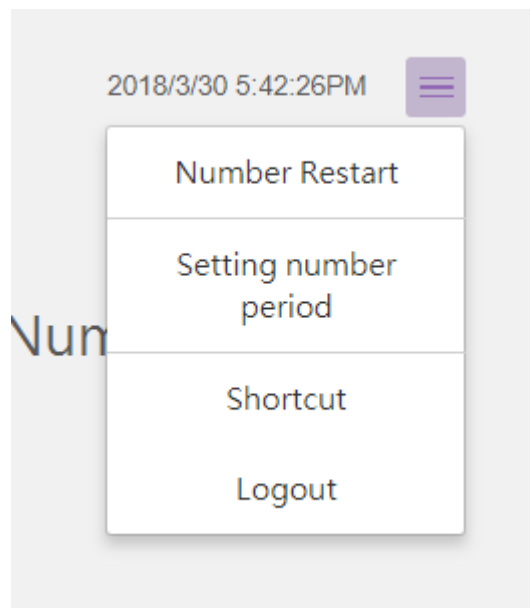 2018/3/30 5:42:26PM
Number Restart
Setting number
period
Shortcut
Logout